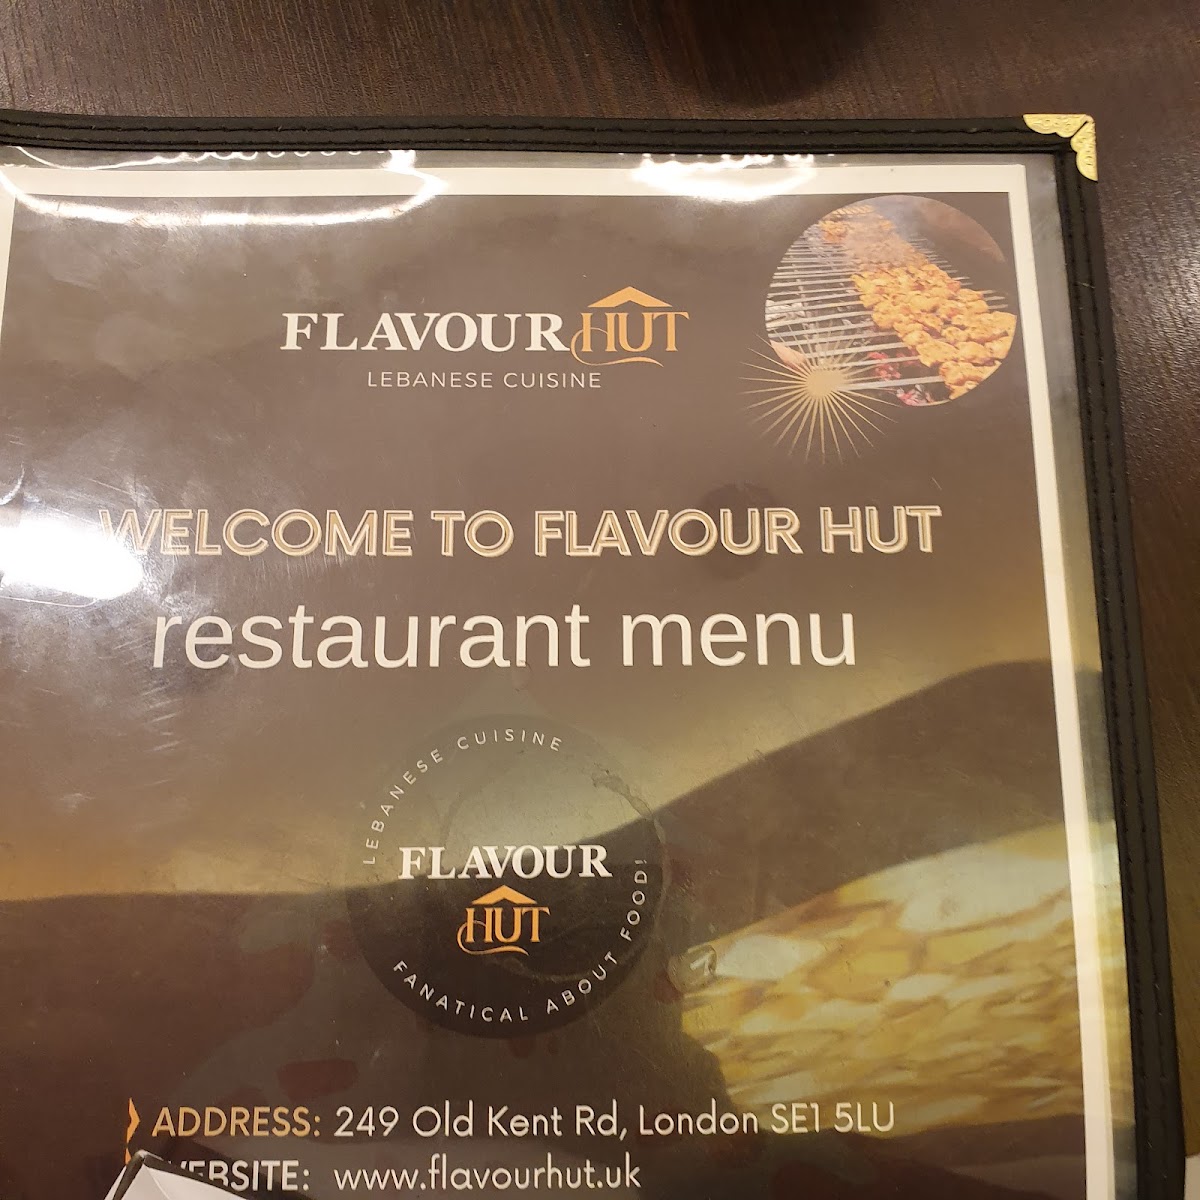 FLAVOUR HUT
LEBANESE CUISINE
WELCOME TO FLAVOUR HUT
restaurant menu
LEBANESE CUISINE
FLAVOUR
HUT
FANATICAL ABOUT FOOD!
ADDRESS: 249 Old Kent Rd, London SE1 5LU
WEBSITE: www.flavourhut.uk